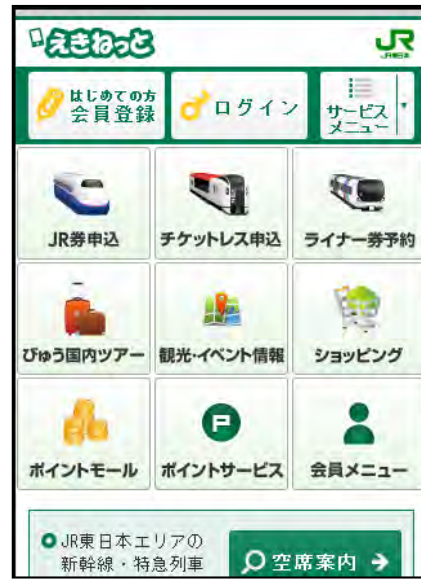 えきねっと
JR
JR東日本
はじめての方
会員登録
ログイン
サービス
メニュー
JR券申込
チケットレス申込
ライナー券予約
びゅう国内ツアー
観光・イベント情報
ショッピング
ポイントモール
P
ポイントサービス
会員メニュー
JR東日本エリアの
新幹線・特急列車
空席案内